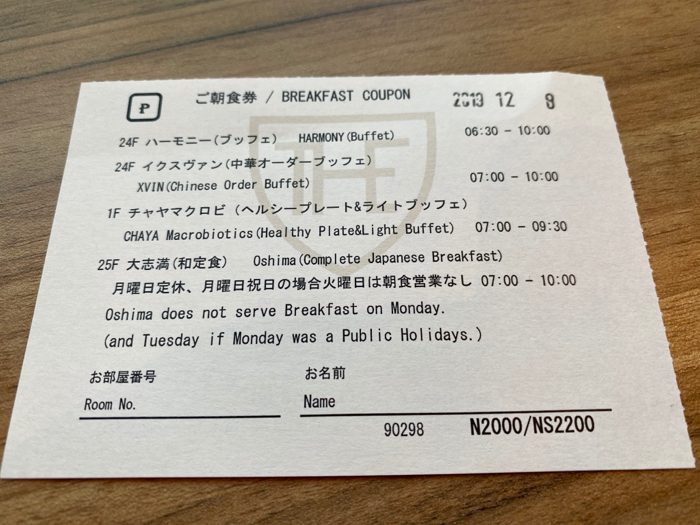 P ご朝食券 / BREAKFAST COUPON 2019 12 9
24F ハーモニー(ブッフェ) HARMONY(Buffet) 06:30 - 10:00
24F イクスヴァン(中華オーダーブッフェ)
XVIN(Chinese Order Buffet) 07:00 - 10:00
1F チャヤマクロビ (ヘルシープレート&ライトブッフェ)
CHAYA Macrobiotics(Healthy Plate&Light Buffet) 07:00 - 09:30
25F 大志満(和定食) Oshima(Complete Japanese Breakfast)
月曜日定休、月曜日祝日の場合火曜日は朝食営業なし 07:00 - 10:00
Oshima does not serve Breakfast on Monday.
(and Tuesday if Monday was a Public Holidays.)
お部屋番号 お名前
Room No. Name
90298 N2000/NS2200